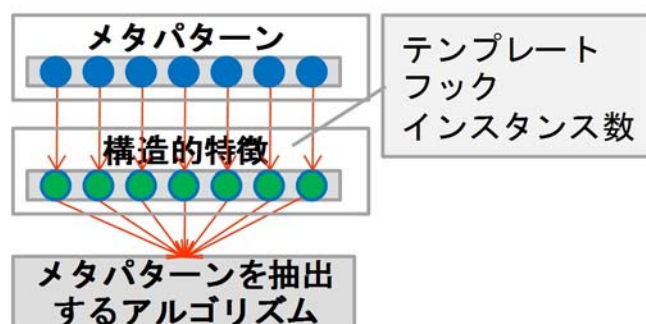 メタパターン
テンプレート
フック
インスタンス数
構造的特徴
メタパターンを抽出
するアルゴリズム